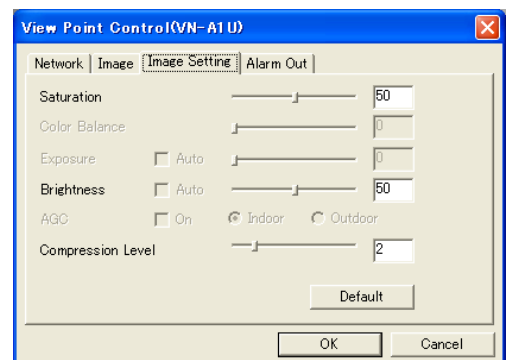 View Point Control(VN-A1U)
Network Image Image Setting Alarm Out
Saturation 50
Color Balance 0
Exposure Auto 0
Brightness Auto 50
AGC On Indoor Outdoor
Compression Level 2
Default
OK Cancel